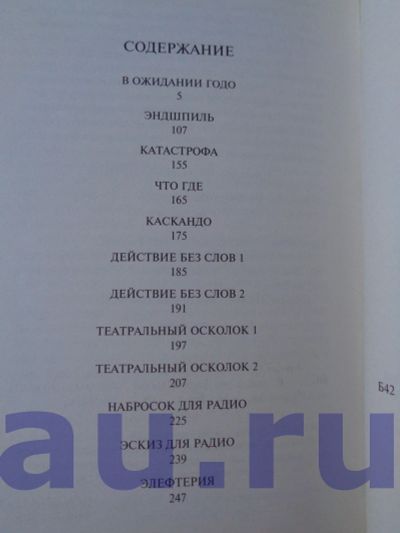 СОДЕРЖАНИЕ
В ОЖИДАНИИ ГОДО
5
ЭНДШПИЛЬ
107
КАТАСТРОФА
155
ЧТО ГДЕ
165
КАСКАНДО
175
ДЕЙСТВИЕ БЕЗ СЛОВ 1
185
ДЕЙСТВИЕ БЕЗ СЛОВ 2
191
ТЕАТРАЛЬНЫЙ ОСКОЛОК 1
197
ТЕАТРАЛЬНЫЙ ОСКОЛОК 2
207
НАБРОСОК ДЛЯ РАДИО
225
ЭСКИЗ ДЛЯ РАДИО
239
ЭЛЕФТЕРИЯ
247
Б42
au.ru